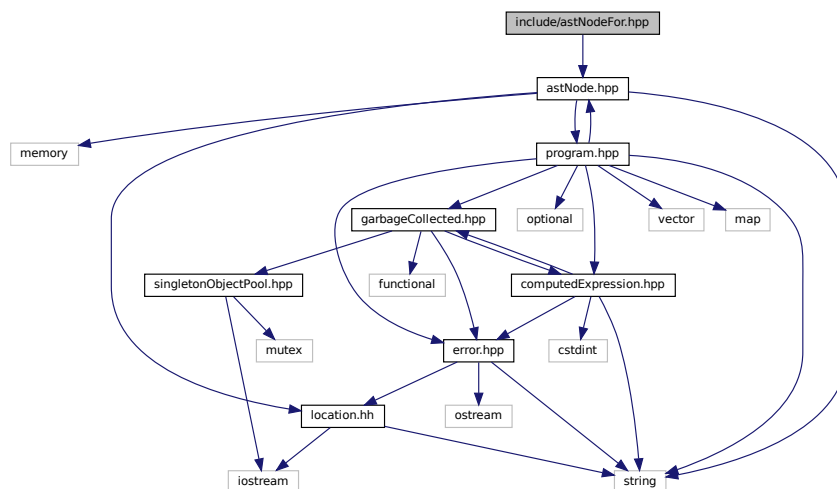 include/astNodeFor.hpp
astNode.hpp
memory
program.hpp
garbageCollected.hpp
optional
vector
map
singletonObjectPool.hpp
functional
computedExpression.hpp
mutex
error.hpp
cstdint
location.hh
ostream
iostream
string